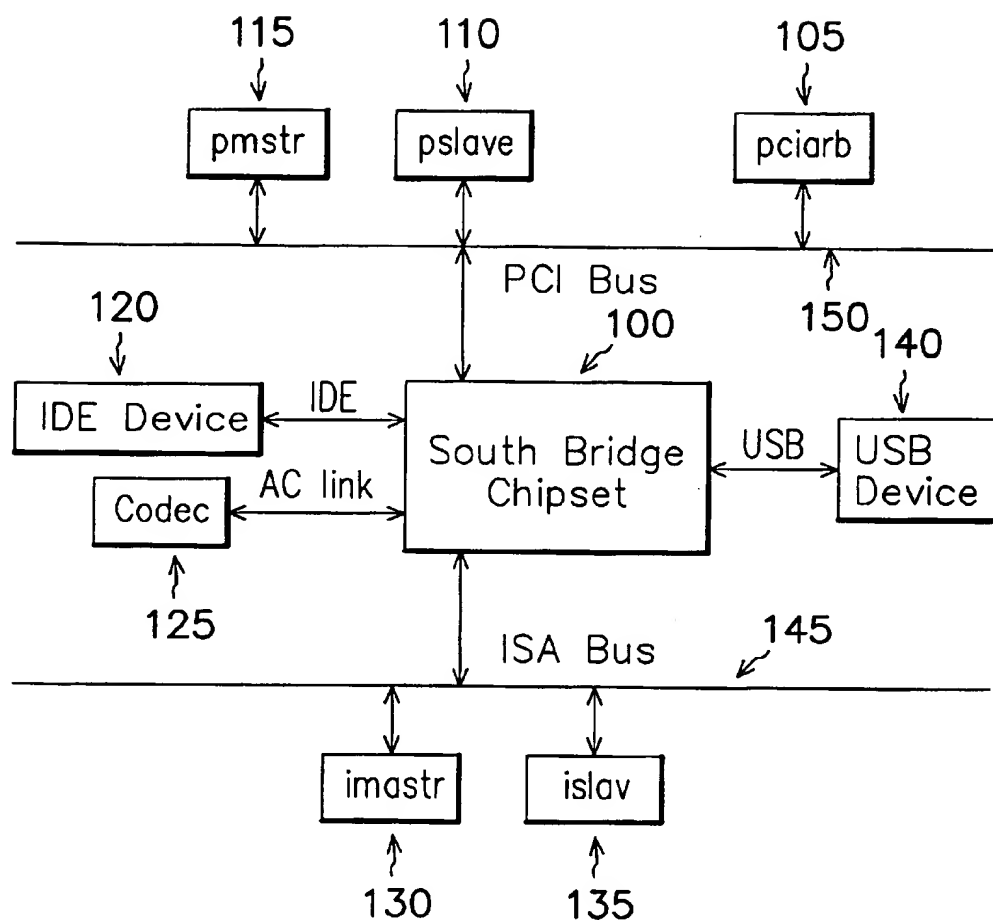 115
110
105
pmstr
pslave
pciarb
PCI Bus
150
120
100
140
IDE Device
IDE
South Bridge
Chipset
USB
USB
Device
Codec
AC link
125
ISA Bus
145
imastr
islav
130
135